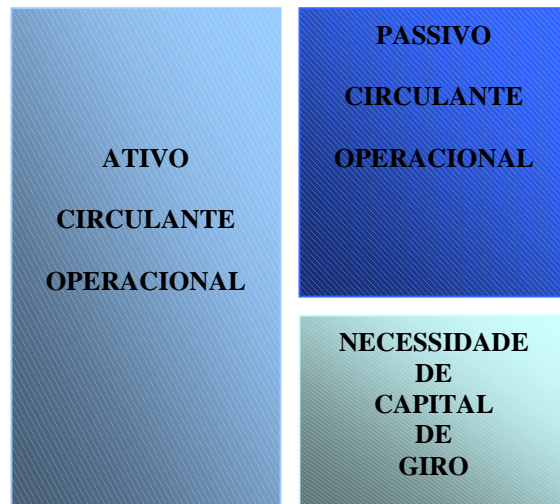 ATIVO
CIRCULANTE
OPERACIONAL
PASSIVO
CIRCULANTE
OPERACIONAL
NECESSIDADE
DE
CAPITAL
DE
GIRO